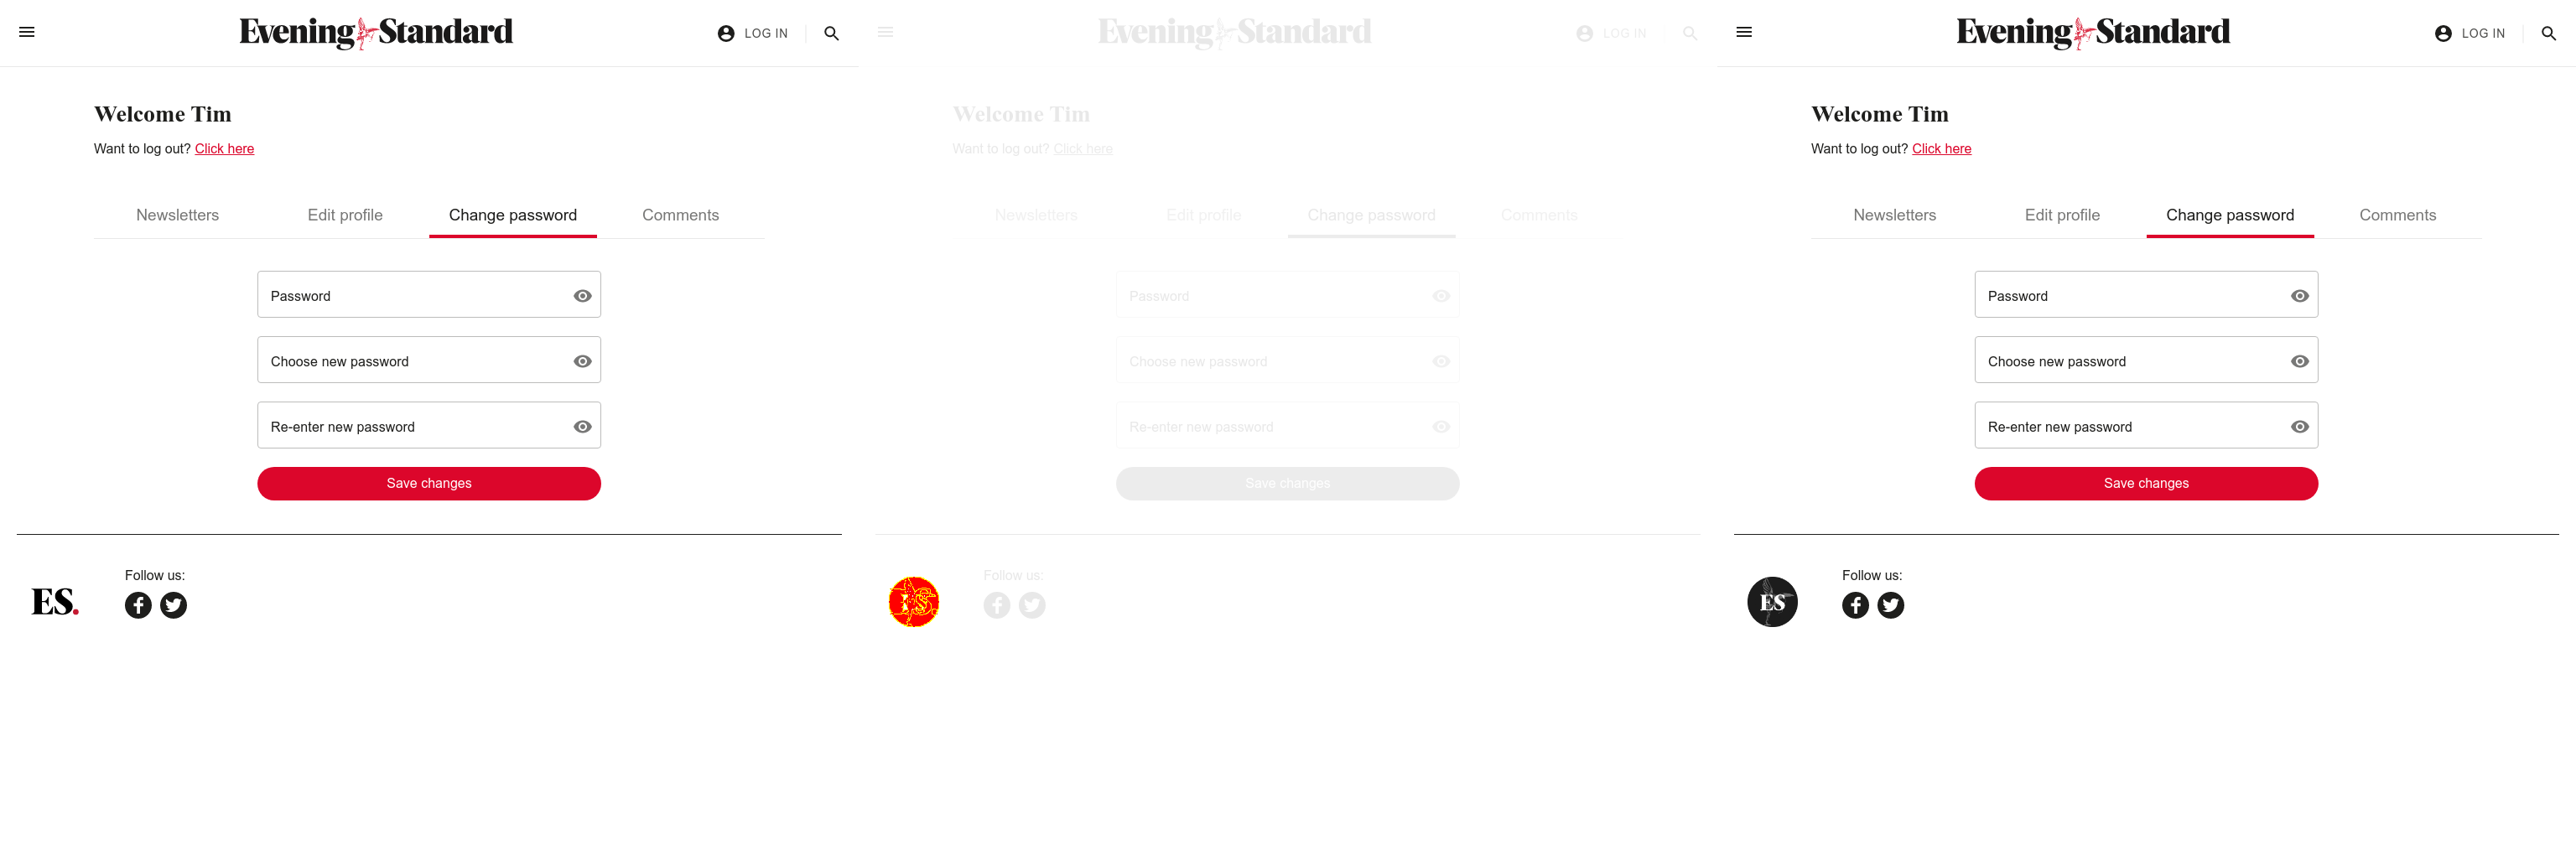 Evening Standard
LOG IN
Welcome Tim
Want to log out? Click here
Newsletters Edit profile Change password Comments
Password
Choose new password
Re-enter new password
Save changes
Follow us:
ES.
Evening Standard
LOG IN
Welcome Tim
Want to log out? Click here
Newsletters Edit profile Change password Comments
Password
Choose new password
Re-enter new password
Save changes
Follow us:
ES.
Evening Standard
LOG IN
Welcome Tim
Want to log out? Click here
Newsletters Edit profile Change password Comments
Password
Choose new password
Re-enter new password
Save changes
Follow us:
ES